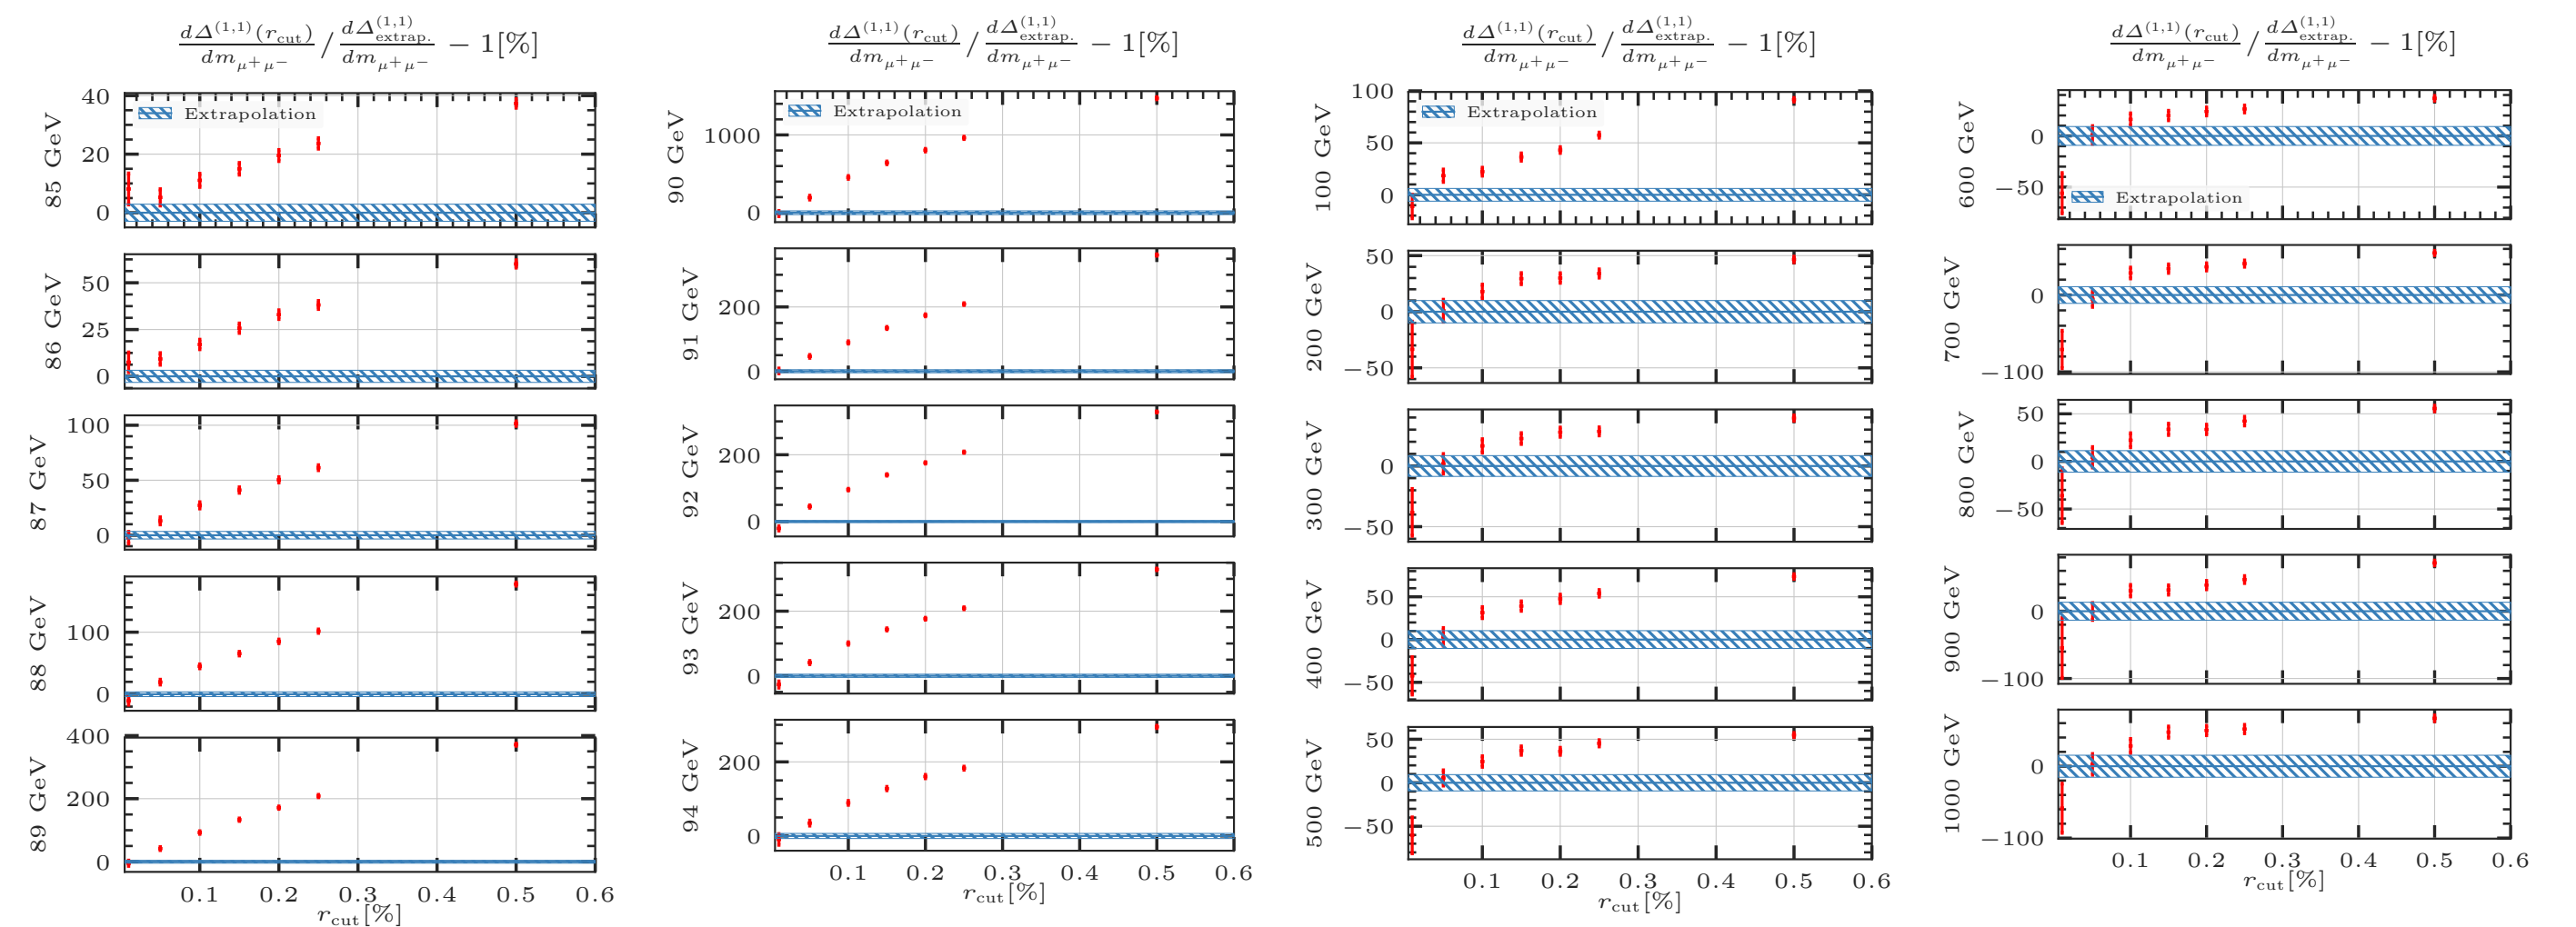 dΔ^(1,1)(r_cut)/dm_μ+μ− / dΔ^(1,1)_extrap./dm_μ+μ− − 1[%]
Extrapolation
85 GeV
40
20
0
86 GeV
50
25
0
87 GeV
100
50
0
88 GeV
100
0
89 GeV
400
200
0
0.1 0.2 0.3 0.4 0.5 0.6
r_cut[%]
dΔ^(1,1)(r_cut)/dm_μ+μ− / dΔ^(1,1)_extrap./dm_μ+μ− − 1[%]
Extrapolation
90 GeV
1000
0
91 GeV
200
0
92 GeV
200
0
93 GeV
200
0
94 GeV
200
0
0.1 0.2 0.3 0.4 0.5 0.6
r_cut[%]
dΔ^(1,1)(r_cut)/dm_μ+μ− / dΔ^(1,1)_extrap./dm_μ+μ− − 1[%]
Extrapolation
100 GeV
100
50
0
200 GeV
50
0
−50
300 GeV
0
−50
400 GeV
50
0
−50
500 GeV
50
0
−50
0.1 0.2 0.3 0.4 0.5 0.6
r_cut[%]
dΔ^(1,1)(r_cut)/dm_μ+μ− / dΔ^(1,1)_extrap./dm_μ+μ− − 1[%]
600 GeV
0
−50
Extrapolation
700 GeV
0
−100
800 GeV
50
0
−50
900 GeV
0
−100
1000 GeV
0
−100
0.1 0.2 0.3 0.4 0.5 0.6
r_cut[%]